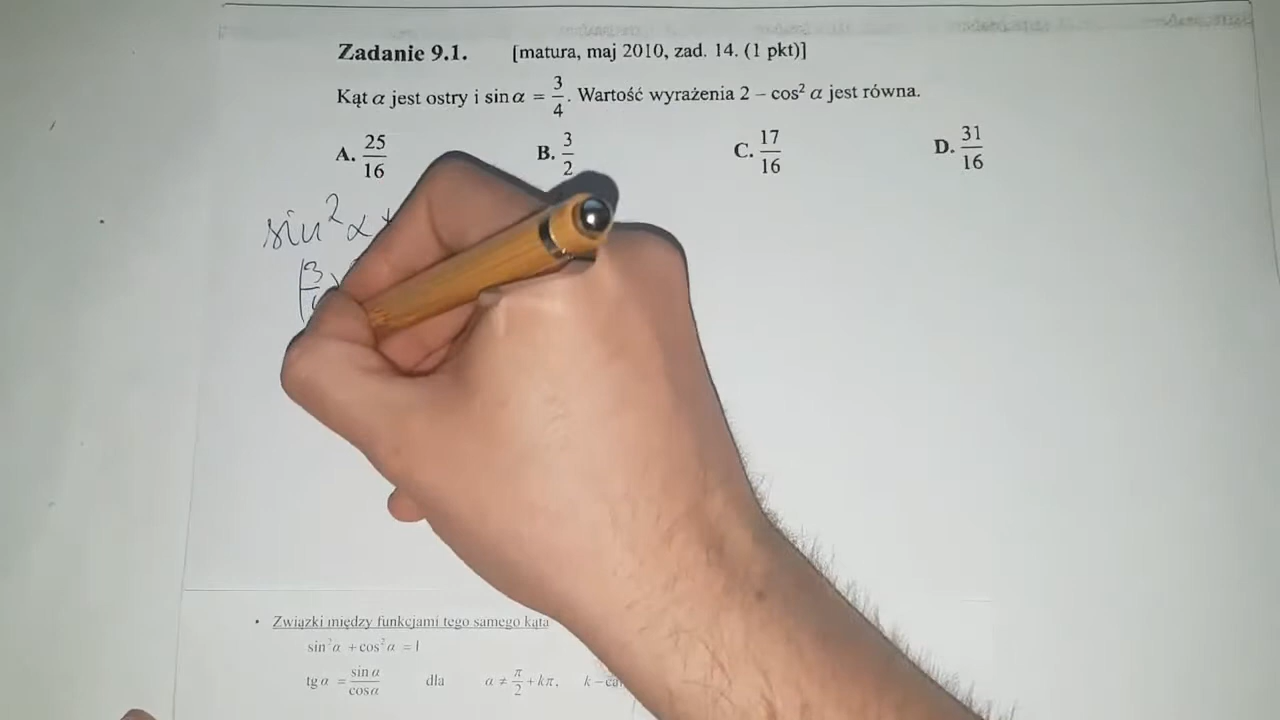 Zadanie 9.1. [matura, maj 2010, zad. 14. (1 pkt)]
Kąt α jest ostry i sin α = 3/4. Wartość wyrażenia 2 – cos² α jest równa.
A. 25/16 B. 3/2 C. 17/16 D. 31/16
sin²α +
(3/4)
• Związki między funkcjami tego samego kąta
sin²α + cos²α = 1
tg α = sin α/cos α dla α ≠ π/2 + kπ, k –